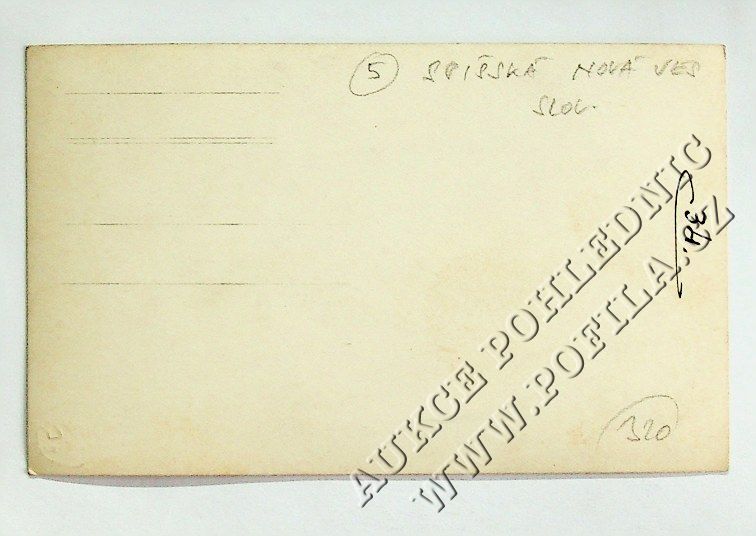 5 SPIŠSKÁ NOVÁ VES
SLOV.
AUKCE POHLEDNIC
WWW.POFILA.CZ
320